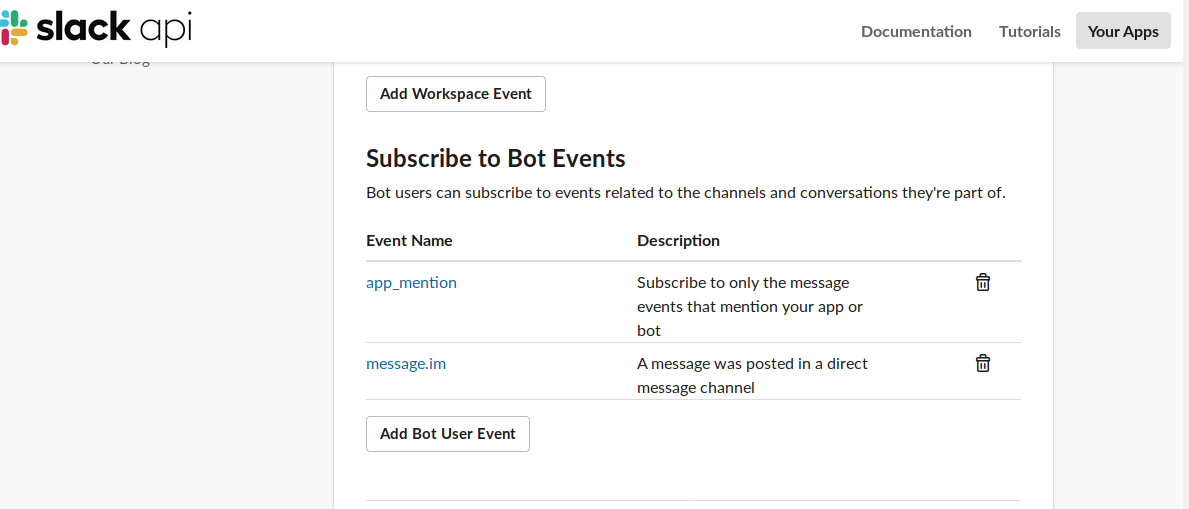 slack api
Documentation
Tutorials
Your Apps
Our Blog
Add Workspace Event
Subscribe to Bot Events
Bot users can subscribe to events related to the channels and conversations they're part of.
Event Name
Description
app_mention
Subscribe to only the message
events that mention your app or
bot
message.im
A message was posted in a direct
message channel
Add Bot User Event